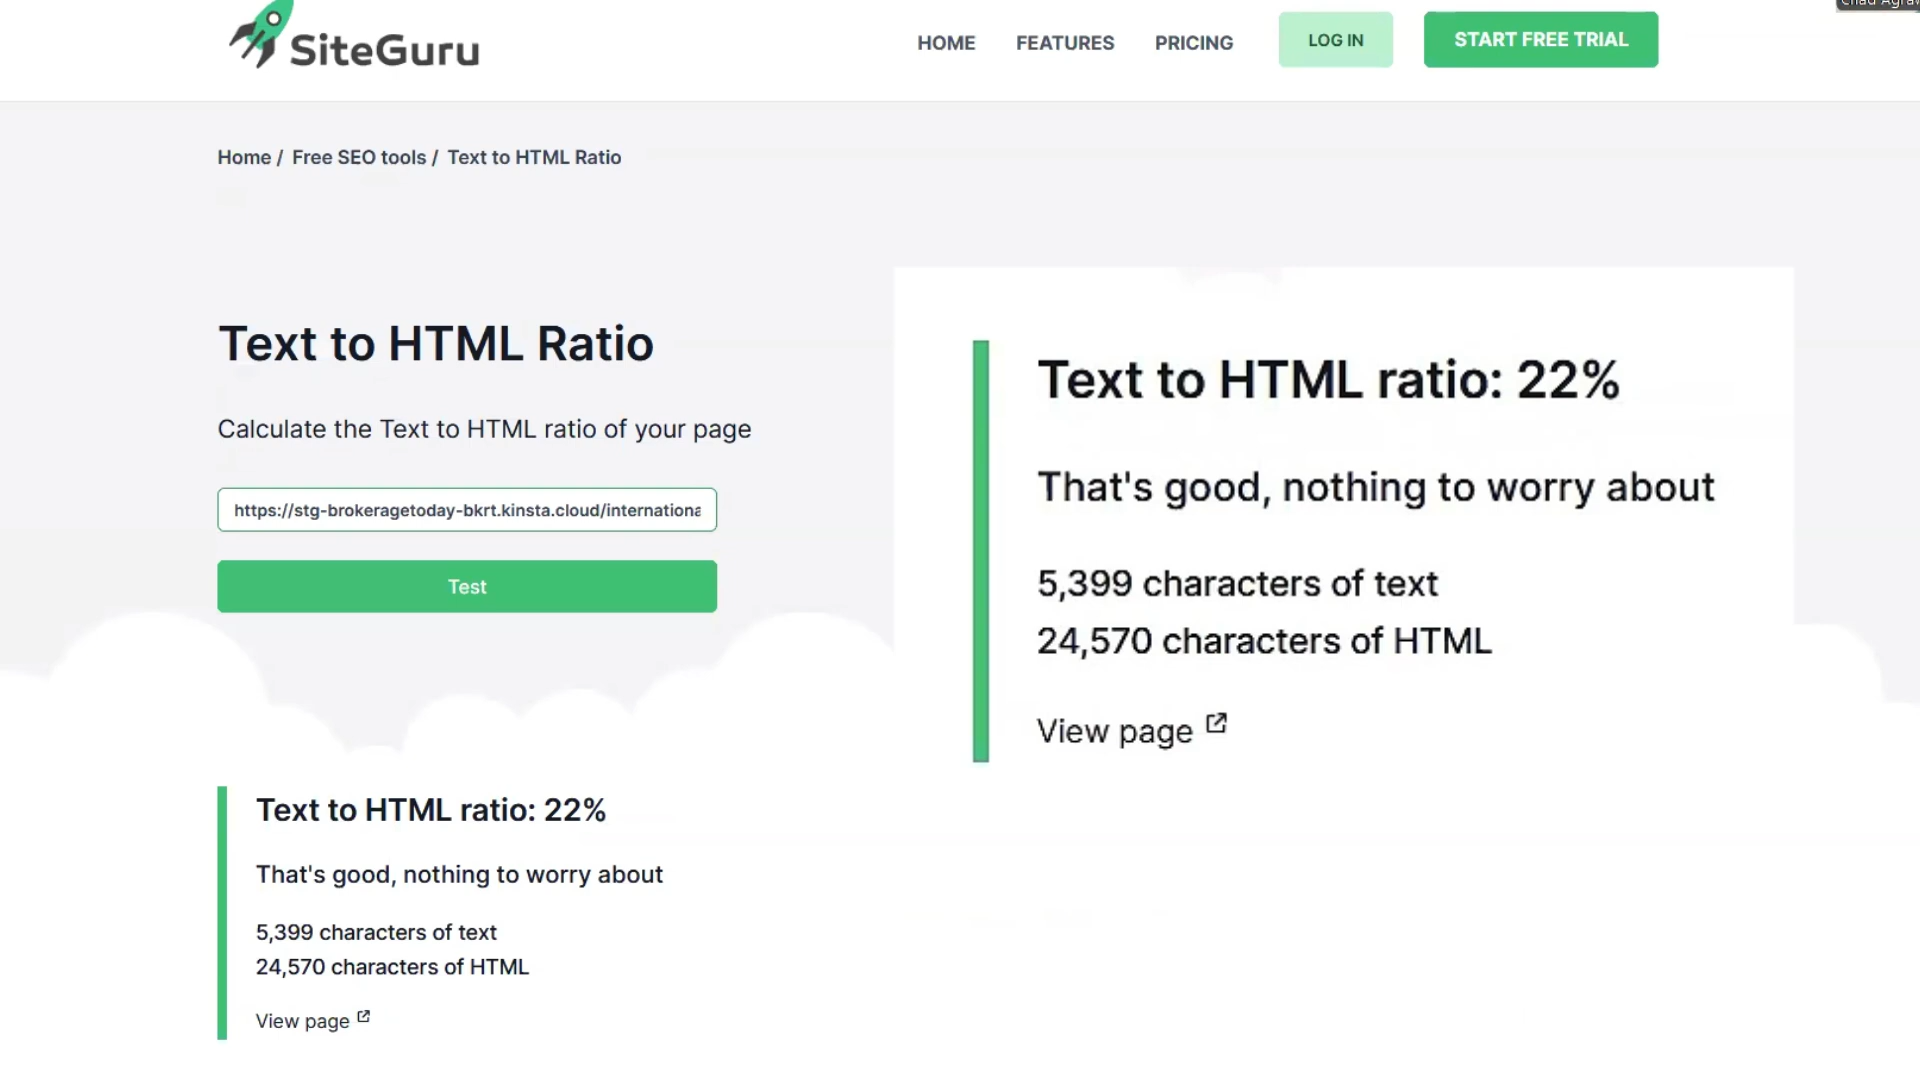 SiteGuru
HOME FEATURES PRICING LOG IN START FREE TRIAL
Home / Free SEO tools / Text to HTML Ratio
Text to HTML Ratio
Calculate the Text to HTML ratio of your page
https://stg-brokeragetoday-bkrt.kinsta.cloud/internationa
Test
Text to HTML ratio: 22%
That's good, nothing to worry about
5,399 characters of text
24,570 characters of HTML
View page
Text to HTML ratio: 22%
That's good, nothing to worry about
5,399 characters of text
24,570 characters of HTML
View page